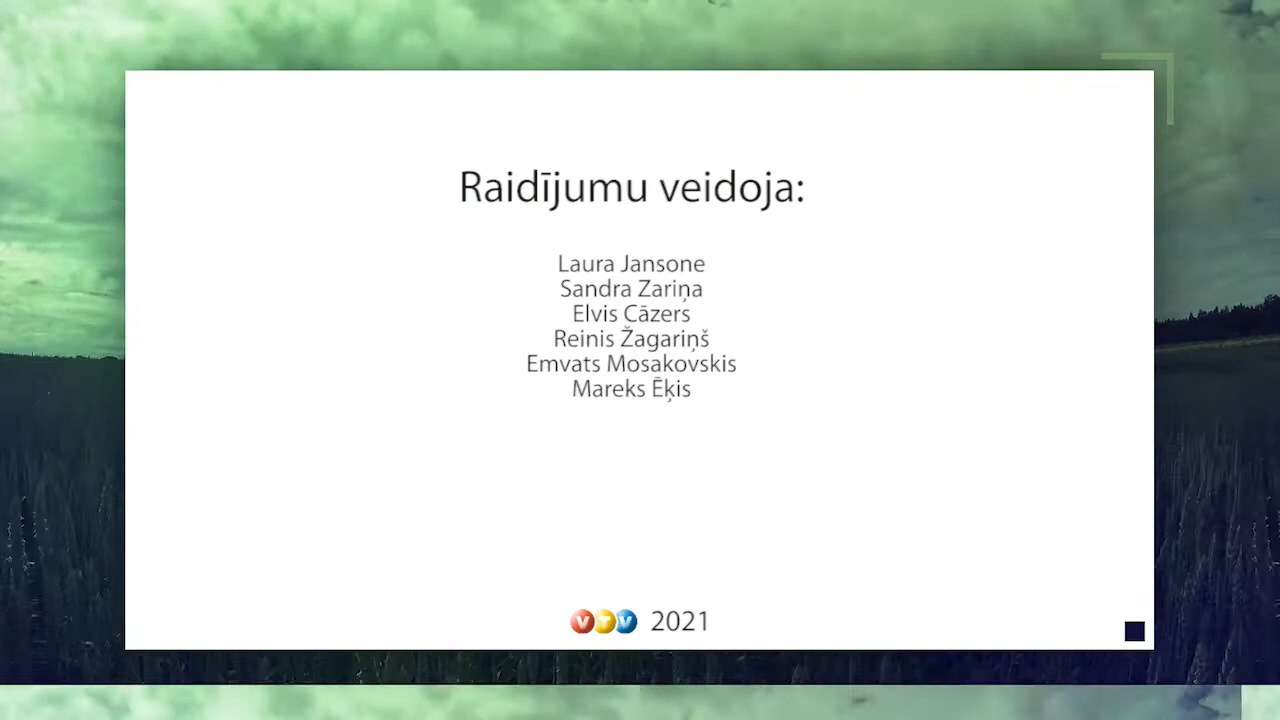 Raidījumu veidoja:
Laura Jansone
Sandra Zariņa
Elvis Cāzers
Reinis Žagariņš
Emvats Mosakovskis
Mareks Ēķis
VTV 2021